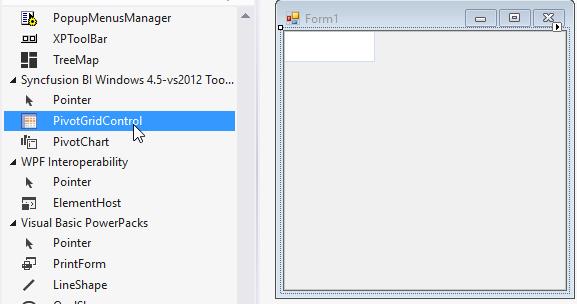 PopupMenusManager
XPToolBar
TreeMap
Syncfusion BI Windows 4.5-vs2012 Too...
Pointer
PivotGridControl
PivotChart
WPF Interoperability
Pointer
ElementHost
Visual Basic PowerPacks
Pointer
PrintForm
LineShape
Form1